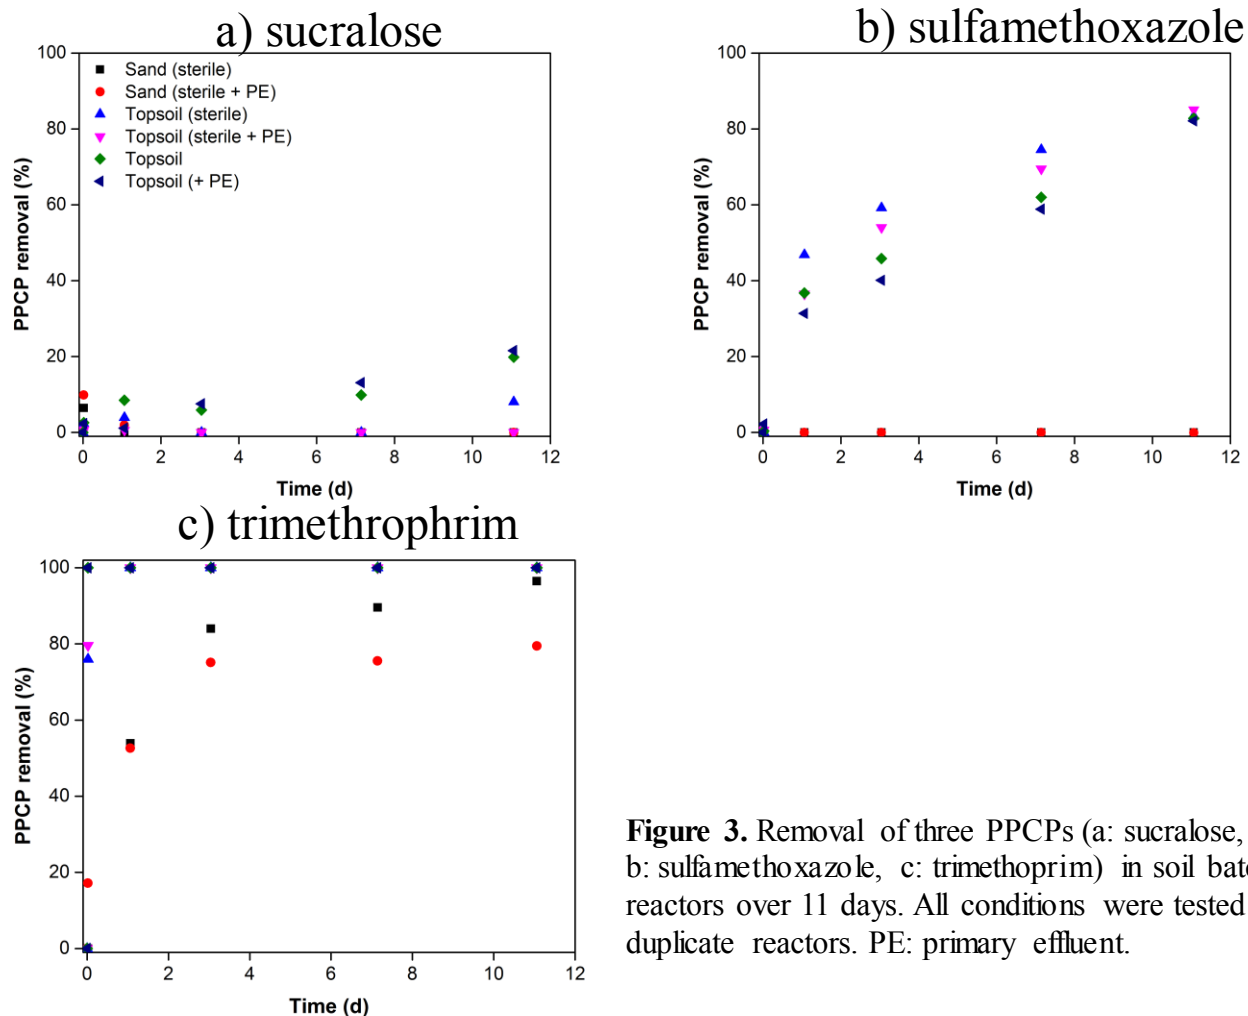 a) sucralose
100
80
60
40
20
0
PPCP removal (%)
Sand (sterile)
Sand (sterile + PE)
Topsoil (sterile)
Topsoil (sterile + PE)
Topsoil
Topsoil (+ PE)
0 2 4 6 8 10 12
Time (d)
b) sulfamethoxazole
100
80
60
40
20
0
PPCP removal (%)
0 2 4 6 8 10 12
Time (d)
c) trimethrophrim
100
80
60
40
20
0
PPCP removal (%)
0 2 4 6 8 10 12
Time (d)
Figure 3. Removal of three PPCPs (a: sucralose,
b: sulfamethoxazole, c: trimethoprim) in soil batc
reactors over 11 days. All conditions were tested
duplicate reactors. PE: primary effluent.